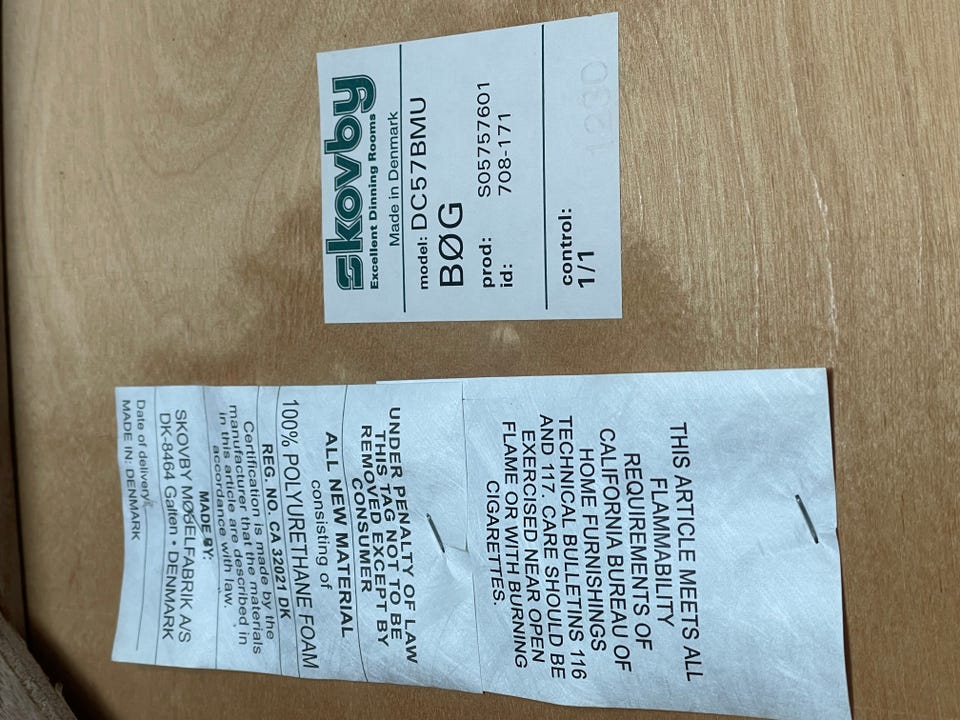 skovby
Excellent Dinning Rooms
Made in Denmark
model: DC57BMU
BØG
prod: S05757601
id: 708-171
control:
1/1
THIS ARTICLE MEETS ALL
FLAMMABILITY
REQUIREMENTS OF
CALIFORNIA BUREAU OF
HOME FURNISHINGS
TECHNICAL BULLETINS 116
AND 117. CARE SHOULD BE
EXERCISED NEAR OPEN
FLAME OR WITH BURNING
CIGARETTES.
UNDER PENALTY OF LAW
THIS TAG NOT TO BE
REMOVED EXCEPT BY
CONSUMER
ALL NEW MATERIAL
consisting of
100% POLYURETHANE FOAM
REG. NO. CA 32021 DK
Certification is made by the
manufacturer that the materials
in this article are described in
accordance with law.
MADE BY:
SKOVBY MØBELFABRIK A/S
DK-8464 Galten • DENMARK
Date of delivery
MADE IN: DENMARK